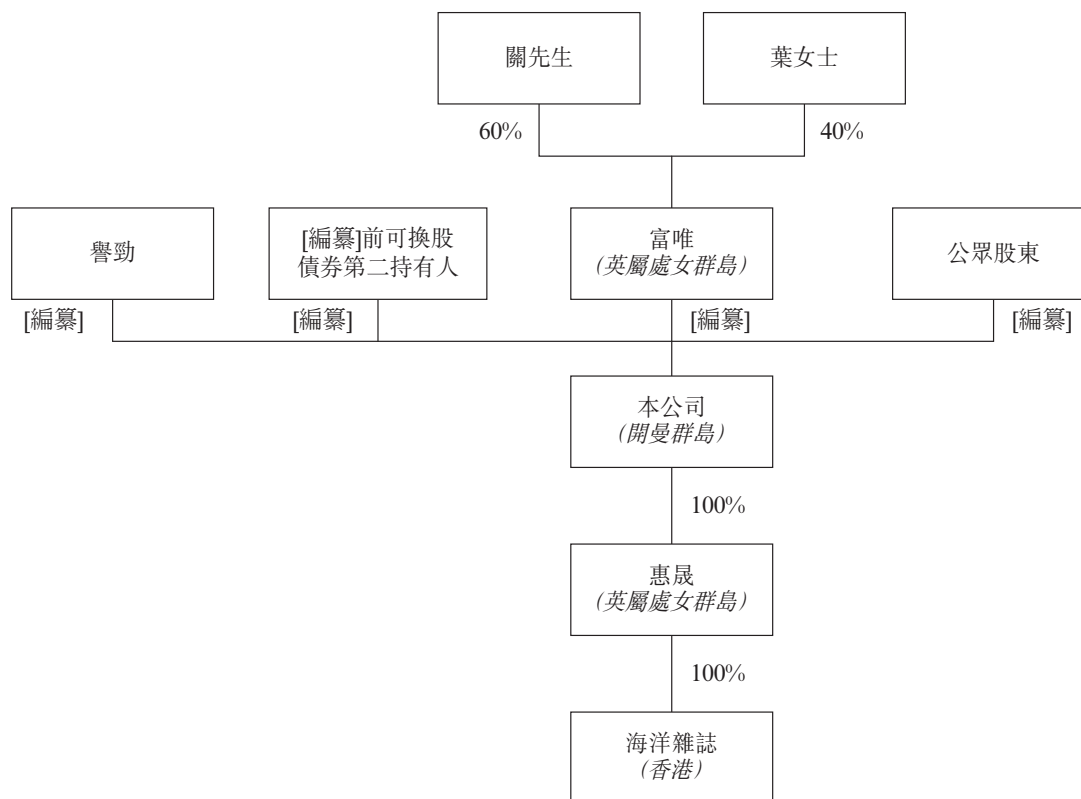 關先生
葉女士
60%
40%
譽勁
[編纂]前可換股
債券第二持有人
富唯
(英屬處女群島)
公眾股東
[編纂]
[編纂]
[編纂]
[編纂]
本公司
(開曼群島)
100%
惠晟
(英屬處女群島)
100%
海洋雜誌
(香港)